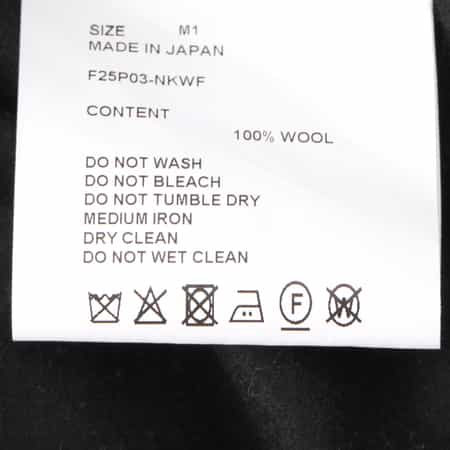 SIZE M1
MADE IN JAPAN
F25P03-NKWF
CONTENT
100% WOOL
DO NOT WASH
DO NOT BLEACH
DO NOT TUMBLE DRY
MEDIUM IRON
DRY CLEAN
DO NOT WET CLEAN
F W